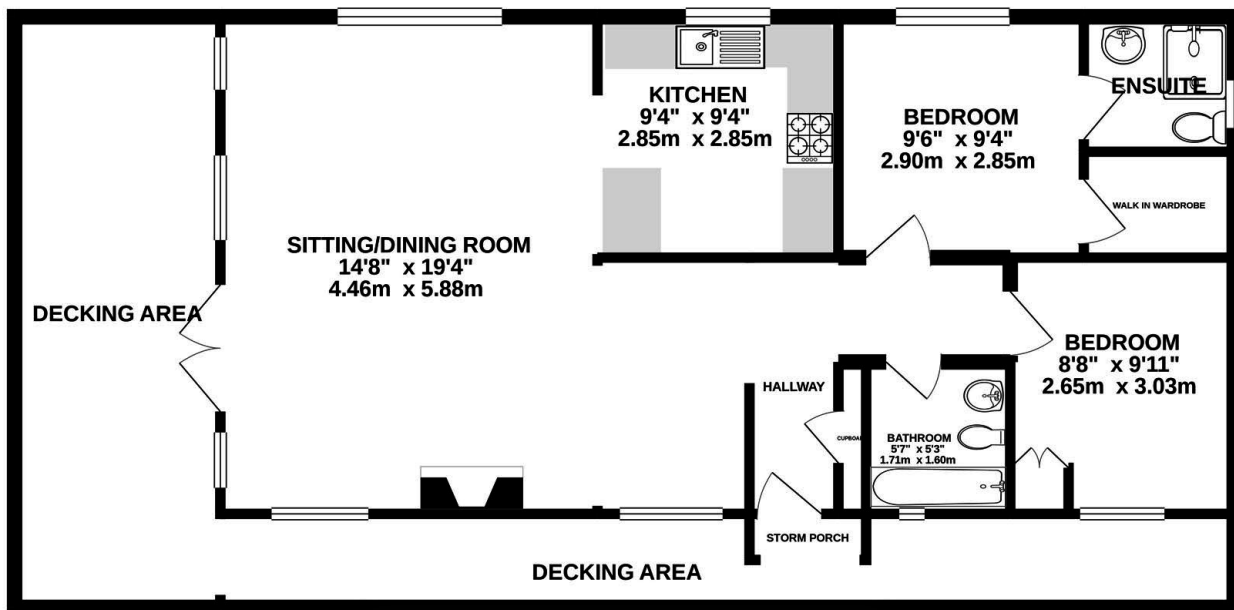 KITCHEN
9'4" x 9'4"
2.85m x 2.85m
BEDROOM
9'6" x 9'4"
2.90m x 2.85m
ENSUITE
WALK IN WARDROBE
SITTING/DINING ROOM
14'8" x 19'4"
4.46m x 5.88m
DECKING AREA
BEDROOM
8'8" x 9'11"
2.65m x 3.03m
HALLWAY
BATHROOM
5'7" x 5'3"
1.71m x 1.60m
STORM PORCH
DECKING AREA